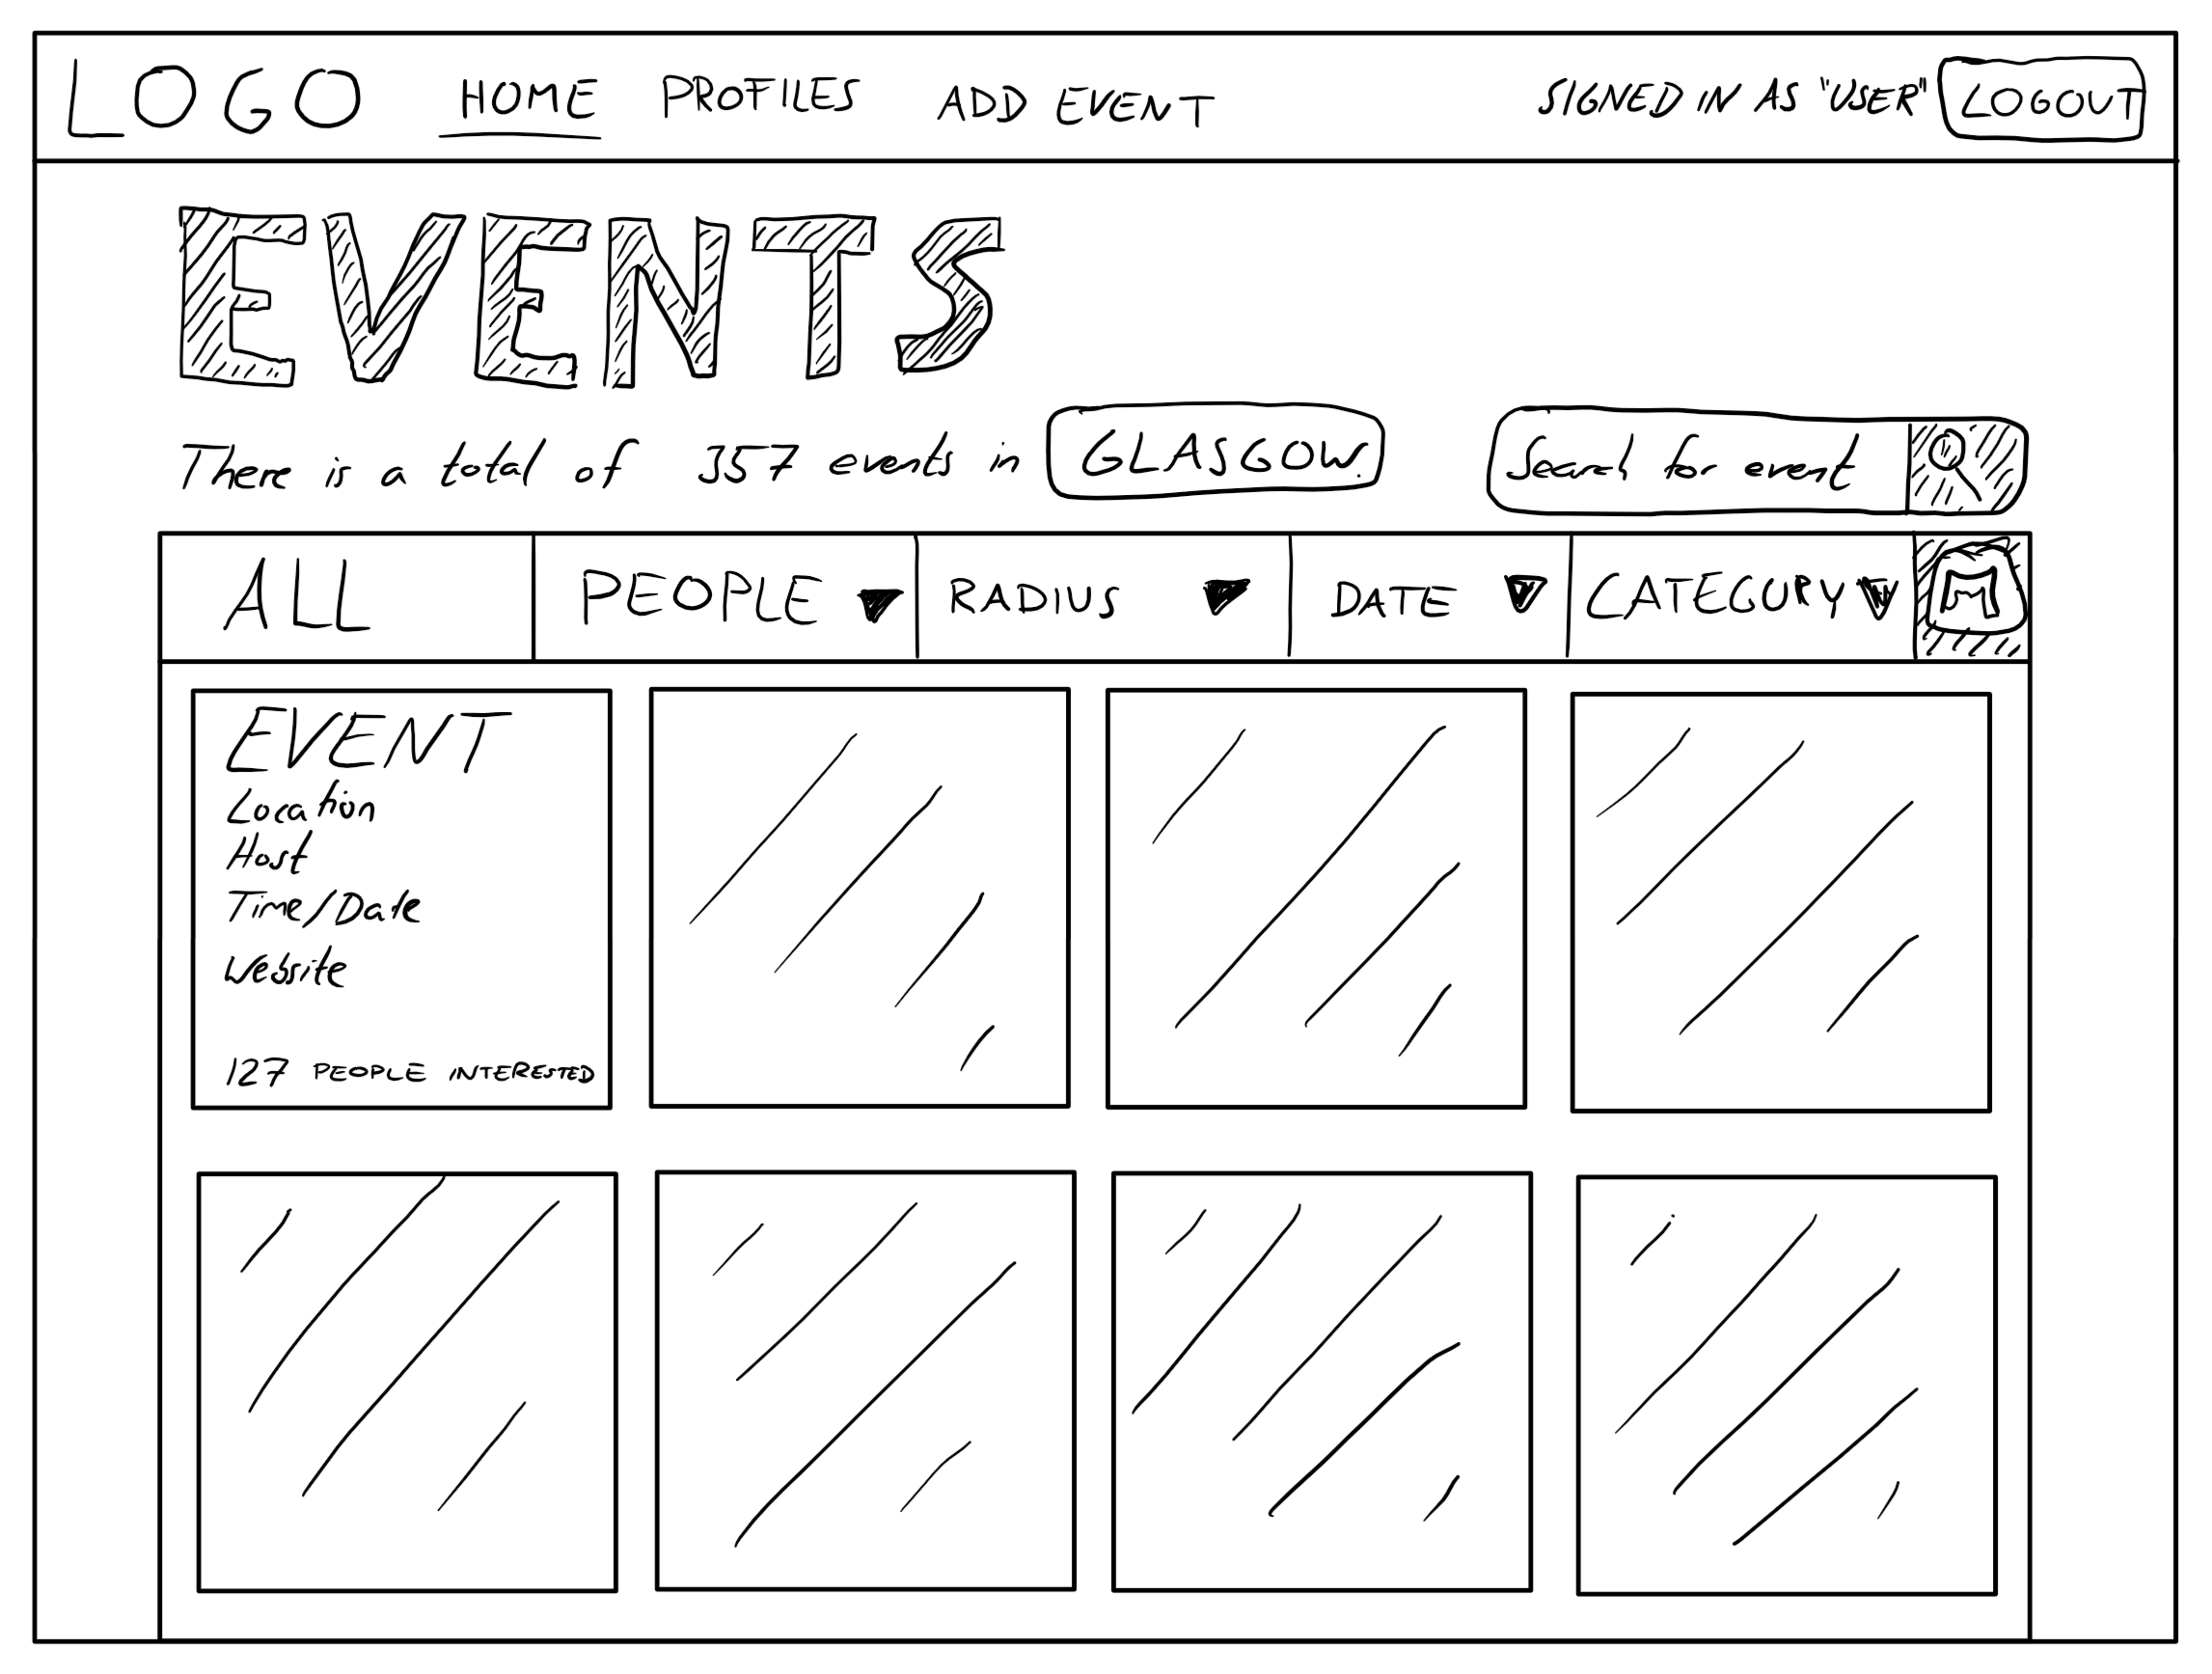 LOGO HOME PROFILES ADD EVENT SIGNED IN AS "USER" LOGOUT
EVENTS
There is a total of 357 events in GLASGOW. Search for event
ALL PEOPLE RADIUS DATE CATEGORY M
EVENT
Location
Host
Time/Date
Website
127 PEOPLE INTERESTED